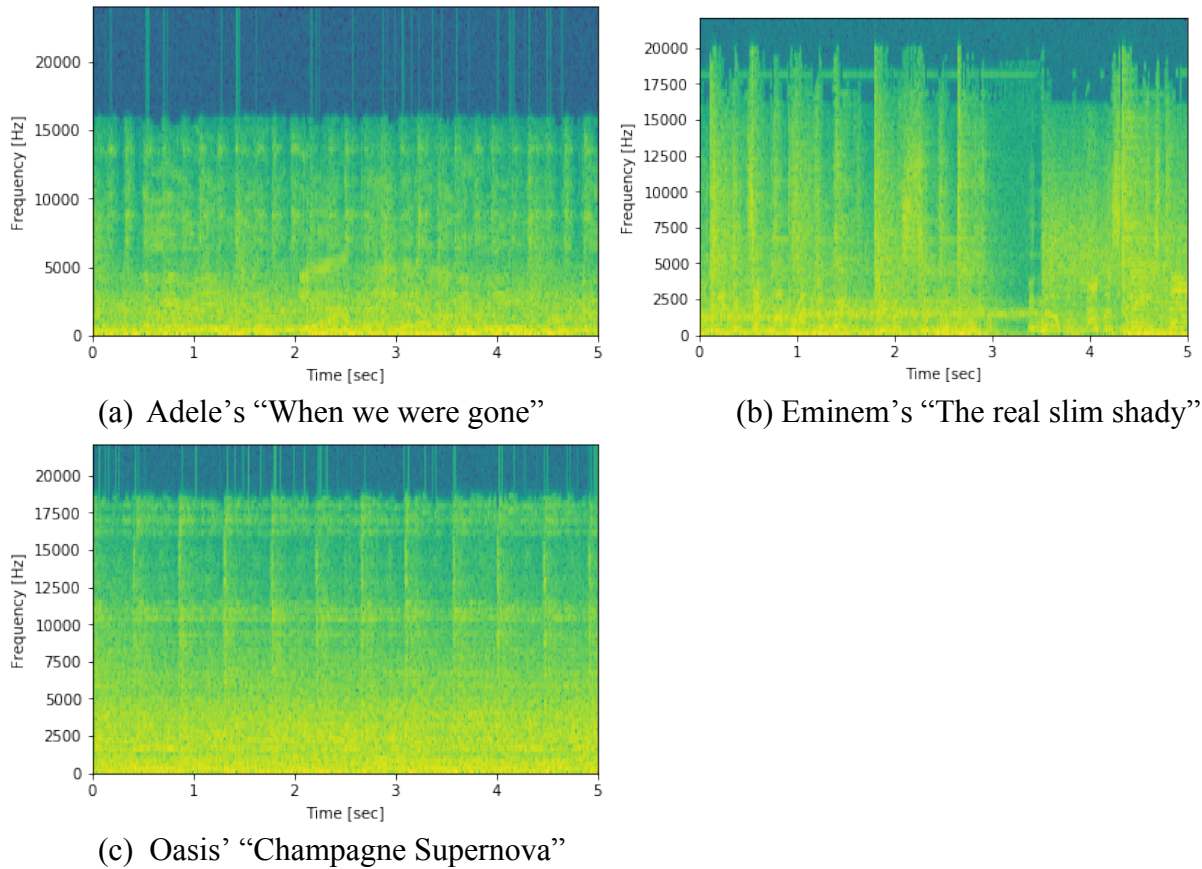 20000
15000
10000
5000
0
Frequency [Hz]
0 1 2 3 4 5
Time [sec]
(a) Adele’s “When we were gone”
20000
17500
15000
12500
10000
7500
5000
2500
0
Frequency [Hz]
0 1 2 3 4 5
Time [sec]
(b) Eminem’s “The real slim shady”
20000
17500
15000
12500
10000
7500
5000
2500
0
Frequency [Hz]
0 1 2 3 4 5
Time [sec]
(c) Oasis’ “Champagne Supernova”